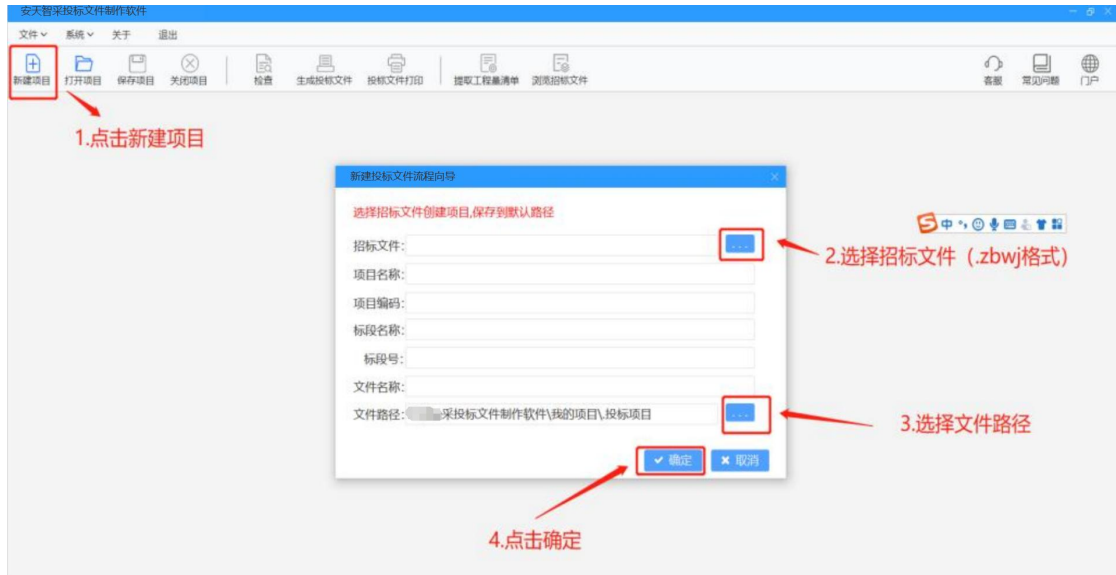 安天智采投标文件制作软件
文件 系统 关于 退出
新建项目 打开项目 保存项目 关闭项目 检查 生成投标文件 投标文件打印 提取工程量清单 浏览招标文件 客服 常见问题 门户
1.点击新建项目
新建投标文件流程向导
选择招标文件创建项目,保存到默认路径
招标文件: ...
2.选择招标文件（.zbwj格式）
中
项目名称:
项目编码:
标段名称:
标段号:
文件名称:
文件路径: 采投标文件制作软件\我的项目\.投标项目 ...
3.选择文件路径
确定 取消
4.点击确定